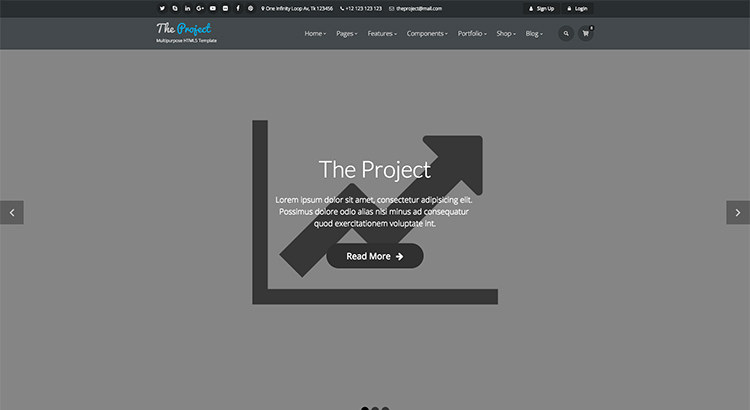 One Infinity Loop Av, Tk 123456 +12 123 123 123 theproject@mail.com Sign Up Login
The Project
Multipurpose HTML5 Template
Home Pages Features Components Portfolio Shop Blog
The Project
Lorem ipsum dolor sit amet, consectetur adipisicing elit.
Possimus dolore odio alias nisi minus ad consequatur
quod exercitationem voluptate int.
Read More